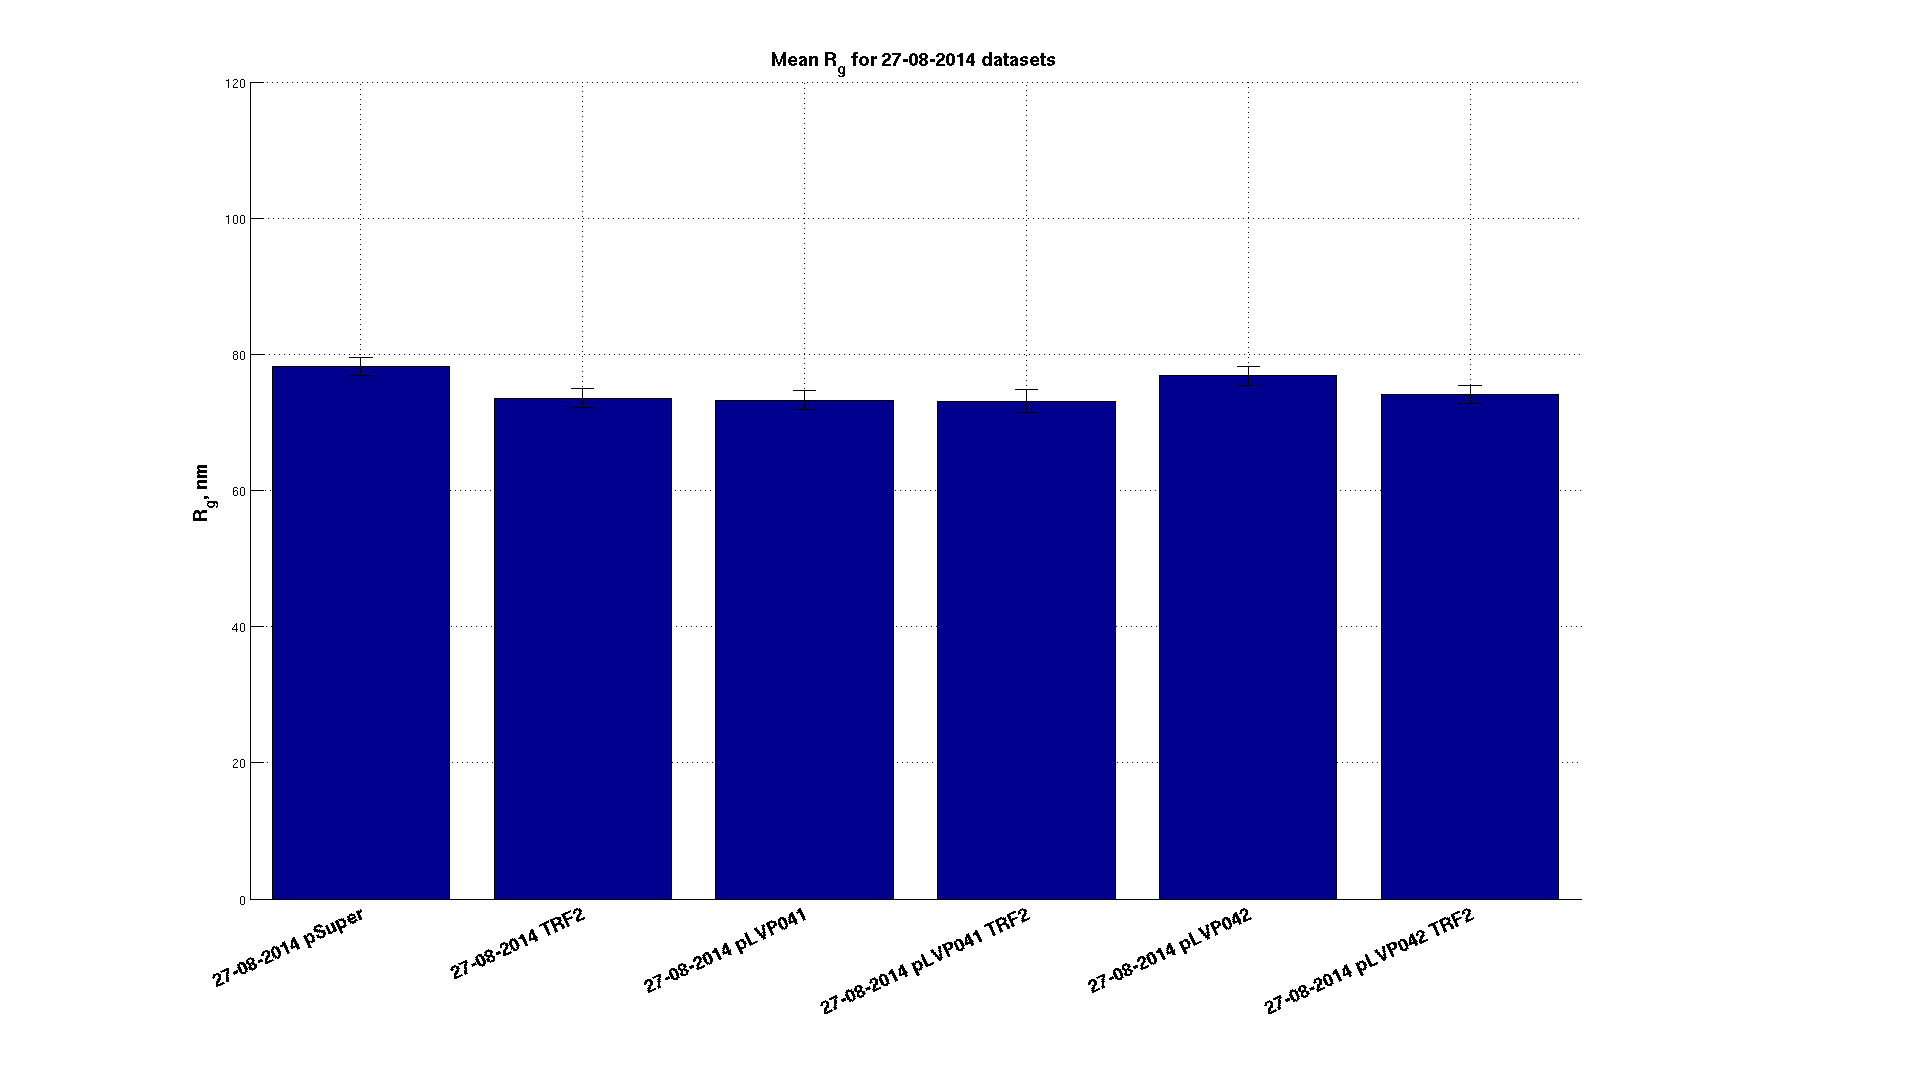 Mean Rg for 27-08-2014 datasets
120
100
80
60
40
20
0
Rg, nm
27-08-2014 pSuper
27-08-2014 TRF2
27-08-2014 pLVP041
27-08-2014 pLVP041 TRF2
27-08-2014 pLVP042
27-08-2014 pLVP042 TRF2